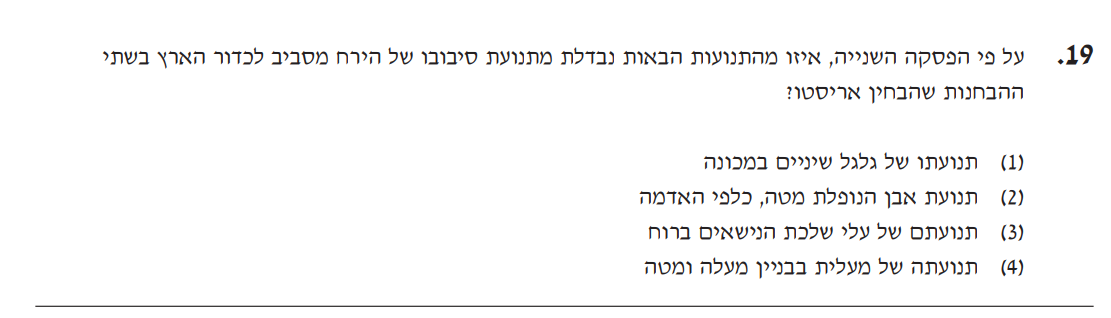 19. על פי הפסקה השנייה, איזו מהתנועות הבאות נבדלת מתנועת סיבובו של הירח מסביב לכדור הארץ בשתי
ההבחנות שהבחין אריסטו?
(1) תנועתו של גלגל שיניים במכונה
(2) תנועת אבן הנופלת מטה, כלפי האדמה
(3) תנועתם של עלי שלכת הנישאים ברוח
(4) תנועתה של מעלית בבניין מעלה ומטה